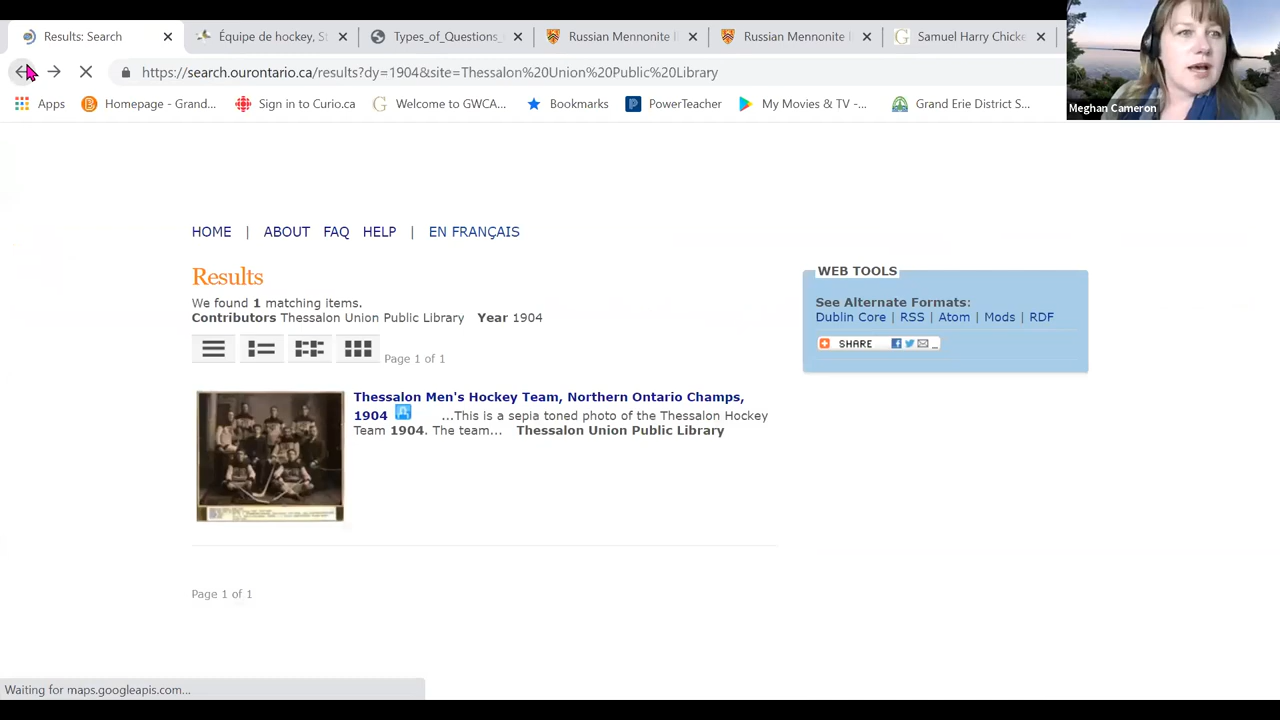 Results: Search
Équipe de hockey, St
Types_of_Questions_
Russian Mennonite I
Russian Mennonite I
Samuel Harry Chicke
https://search.ourontario.ca/results?dy=1904&site=Thessalon%20Union%20Public%20Library
Apps
Homepage - Grand...
Sign in to Curio.ca
Welcome to GWCA...
Bookmarks
PowerTeacher
My Movies & TV -...
Grand Erie District S...
Meghan Cameron
HOME | ABOUT FAQ HELP | EN FRANÇAIS
Results
We found 1 matching items.
Contributors Thessalon Union Public Library Year 1904
Page 1 of 1
Thessalon Men's Hockey Team, Northern Ontario Champs,
1904 ...This is a sepia toned photo of the Thessalon Hockey
Team 1904. The team... Thessalon Union Public Library
Page 1 of 1
WEB TOOLS
See Alternate Formats:
Dublin Core | RSS | Atom | Mods | RDF
SHARE
Waiting for maps.googleapis.com...